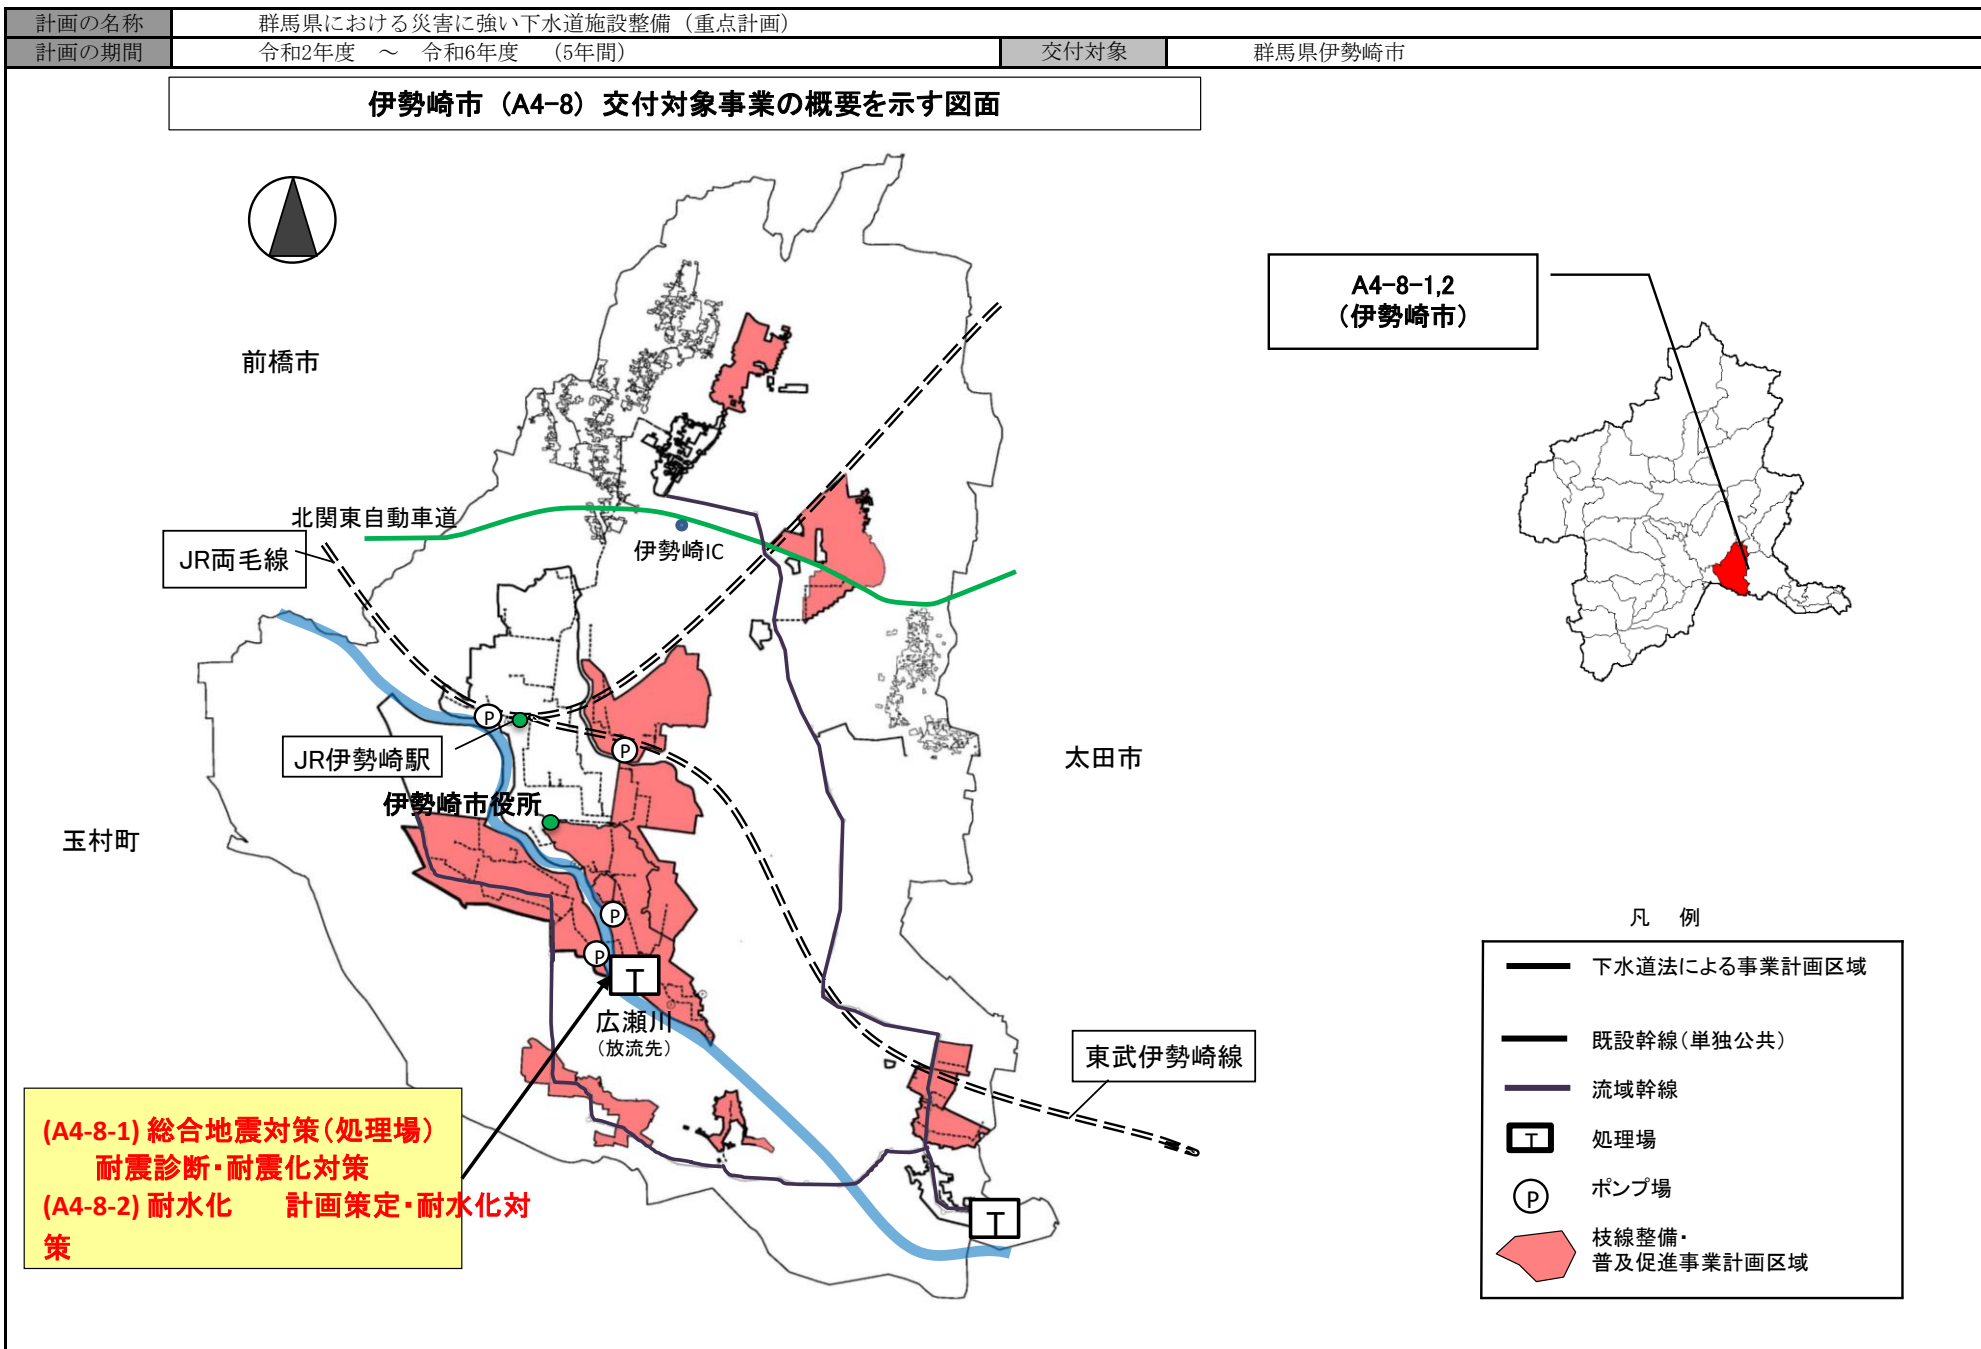 計画の名称 群馬県における災害に強い下水道施設整備（重点計画）
計画の期間 令和2年度 ～ 令和6年度 （5年間） 交付対象 群馬県伊勢崎市
伊勢崎市（A4-8）交付対象事業の概要を示す図面
A4-8-1,2
（伊勢崎市）
前橋市
北関東自動車道
伊勢崎IC
JR両毛線
P
JR伊勢崎駅
P
太田市
伊勢崎市役所
玉村町
P
P
T
広瀬川
（放流先）
東武伊勢崎線
(A4-8-1) 総合地震対策（処理場）
耐震診断・耐震化対策
(A4-8-2) 耐水化 計画策定・耐水化対
策
T
凡 例
下水道法による事業計画区域
既設幹線（単独公共）
流域幹線
T 処理場
P ポンプ場
枝線整備・
普及促進事業計画区域